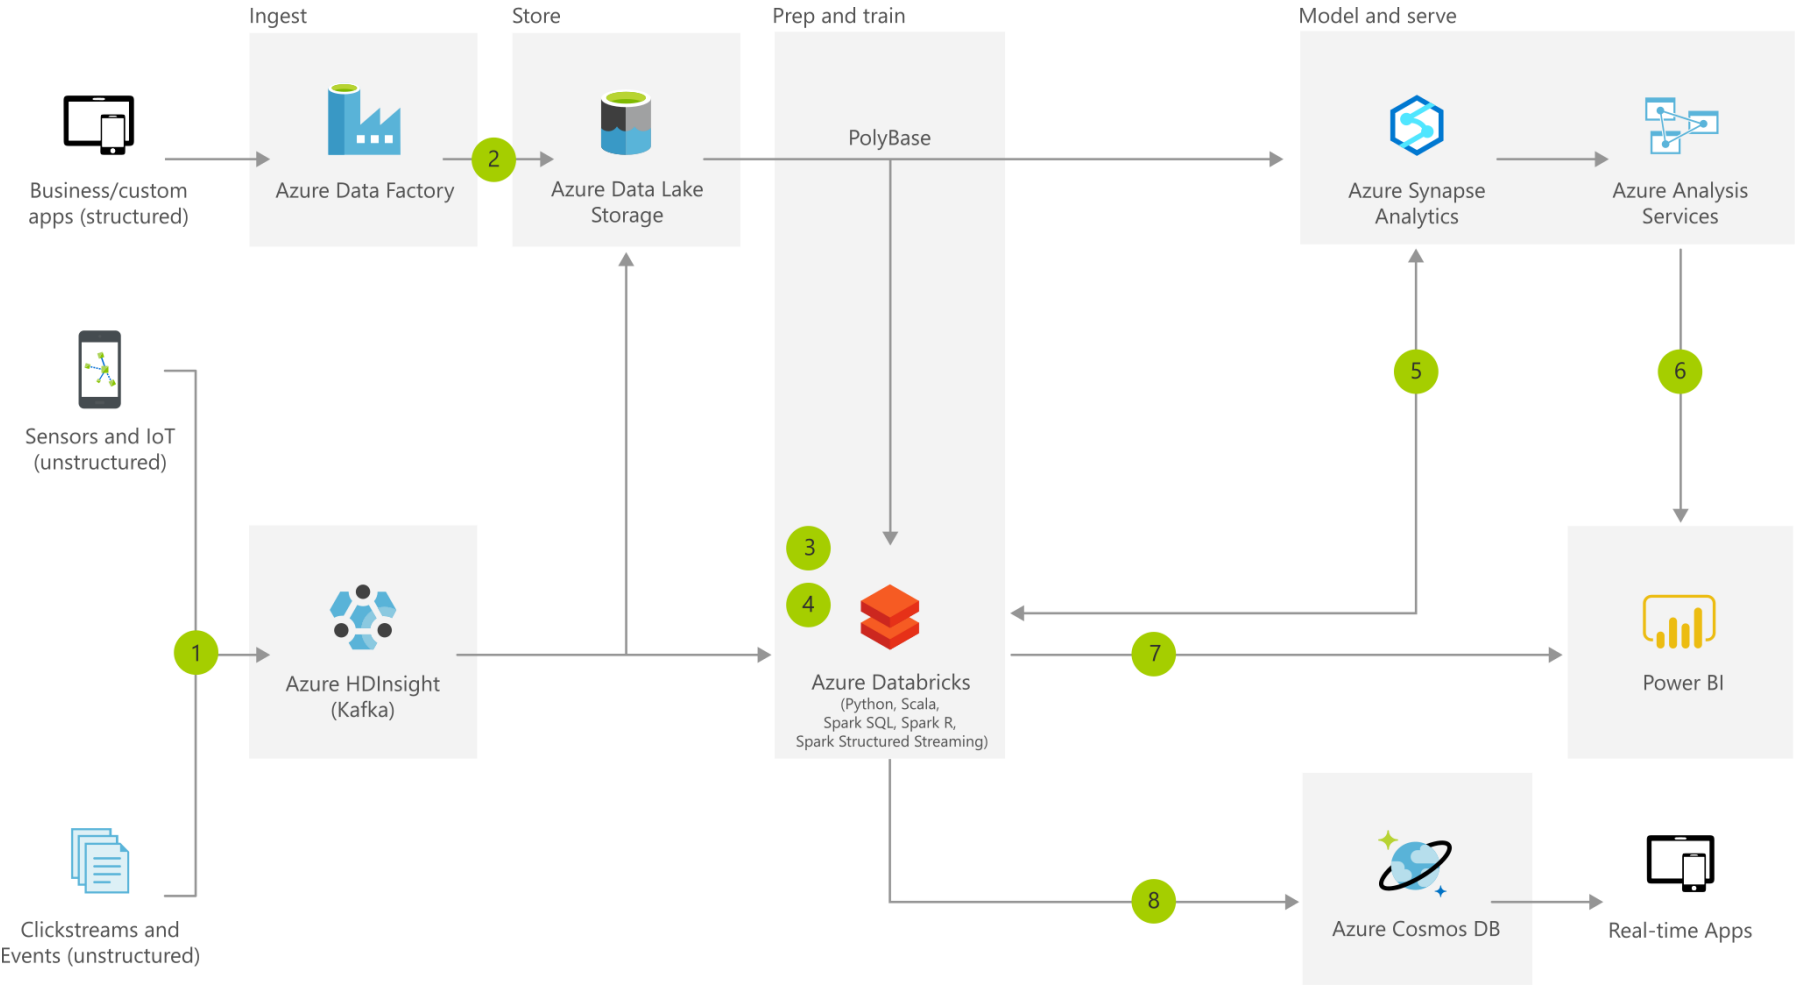 Ingest
Store
Prep and train
Model and serve
PolyBase
2
Business/custom
apps (structured)
Azure Data Factory
Azure Data Lake
Storage
Azure Synapse
Analytics
Azure Analysis
Services
5
6
Sensors and IoT
(unstructured)
3
4
1
7
Azure HDInsight
(Kafka)
Azure Databricks
(Python, Scala,
Spark SQL, Spark R,
Spark Structured Streaming)
Power BI
8
Clickstreams and
Events (unstructured)
Azure Cosmos DB
Real-time Apps